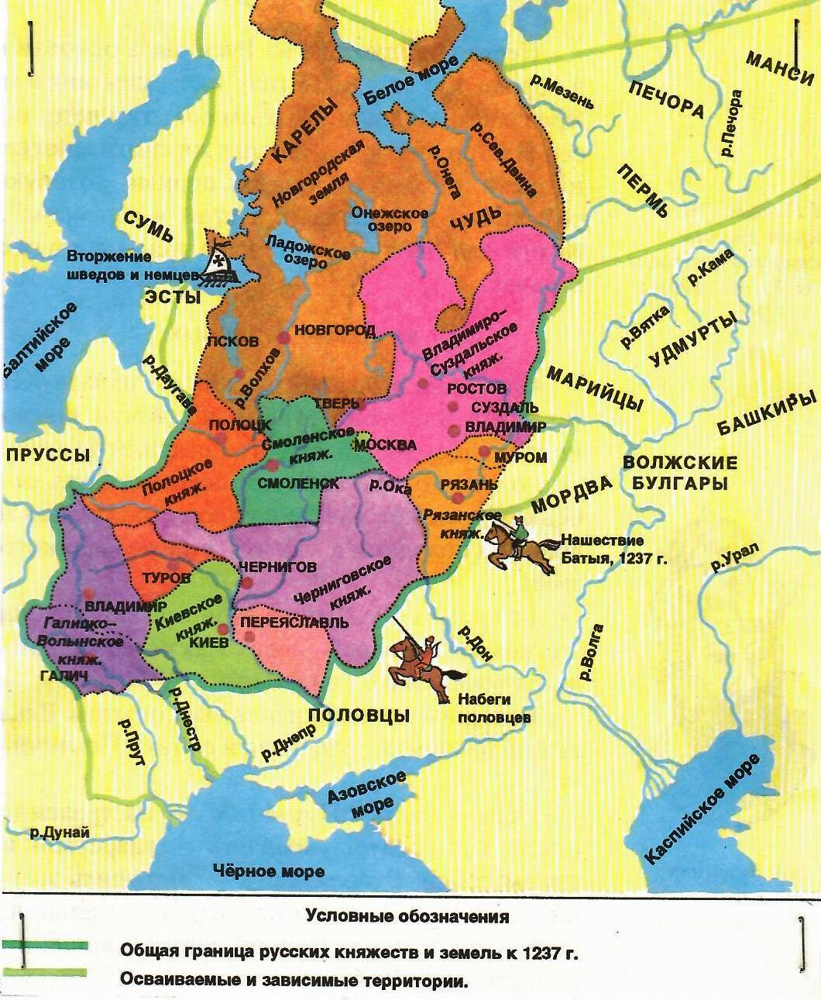 Белое море
р.Мезень
ПЕЧОРА
МАНСИ
р.Печора
КАРЕЛЫ
Новгородская
земля
р.Онега
р.Сев.Двина
ПЕРМЬ
СУМЬ
Онежское
озеро
ЧУДЬ
Ладожское
озеро
Вторжение
шведов и немцев
ЭСТЫ
р.Кама
р.Вятка
УДМУРТЫ
Балтийское
море
ПСКОВ
НОВГОРОД
Владимиро-
Суздальское
княж.
р.Даугава
р.Волхов
РОСТОВ
МАРИЙЦЫ
ТВЕРЬ
СУЗДАЛЬ
БАШКИРЫ
ПОЛОЦК
ВЛАДИМИР
Смоленское
княж.
МОСКВА
ПРУССЫ
МУРОМ
ВОЛЖСКИЕ
БУЛГАРЫ
Полоцкое
княж.
СМОЛЕНСК
р.Ока
РЯЗАНЬ
МОРДВА
Рязанское
княж.
Нашествие
Батыя, 1237 г.
р.Урал
ТУРОВ
ЧЕРНИГОВ
Черниговское
княж.
ВЛАДИМИР
Киевское
княж.
Галицко-
Волынское
княж.
ПЕРЕЯСЛАВЛЬ
КИЕВ
р.Дон
р.Волга
ГАЛИЧ
Набеги
половцев
ПОЛОВЦЫ
р.Прут
р.Днестр
р.Днепр
Азовское
море
Каспийское море
р.Дунай
Чёрное море
Условные обозначения
Общая граница русских княжеств и земель к 1237 г.
Осваиваемые и зависимые территории.